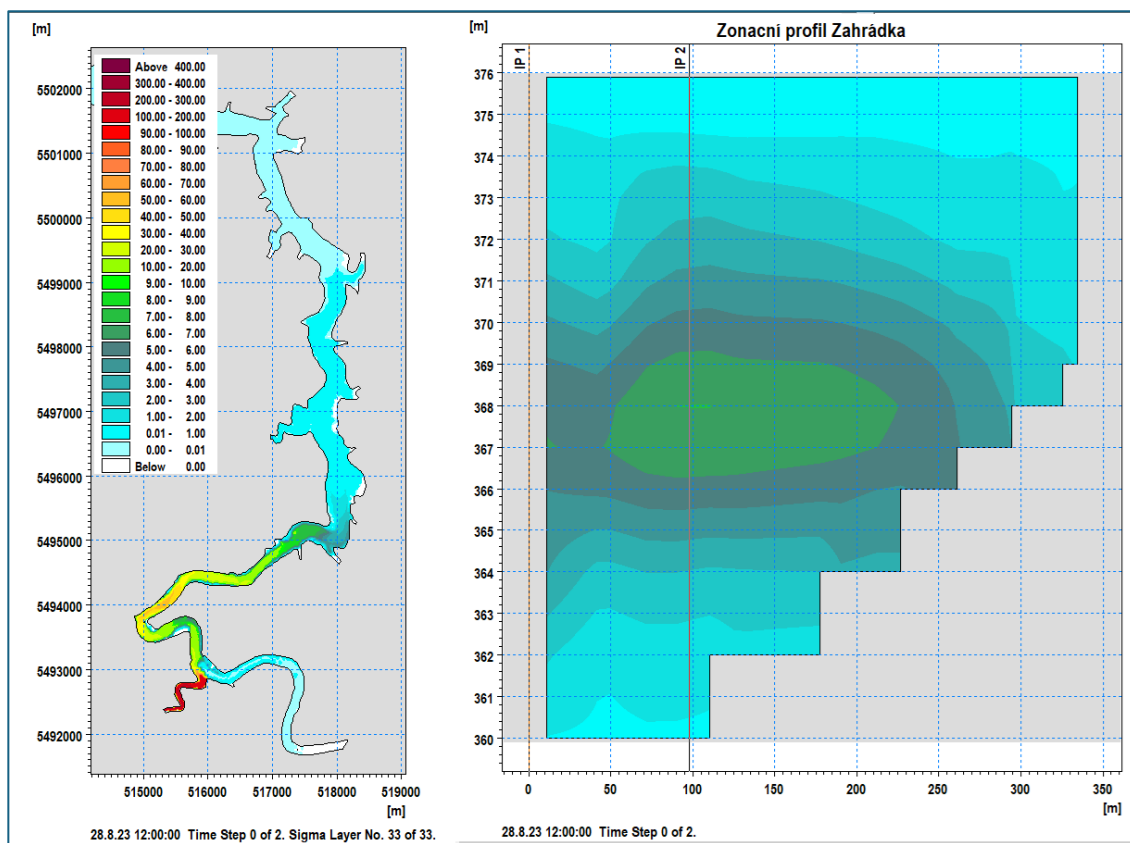 [m]
Above 400.00
300.00 - 400.00
200.00 - 300.00
100.00 - 200.00
90.00 - 100.00
80.00 - 90.00
70.00 - 80.00
60.00 - 70.00
50.00 - 60.00
40.00 - 50.00
30.00 - 40.00
20.00 - 30.00
10.00 - 20.00
9.00 - 10.00
8.00 - 9.00
7.00 - 8.00
6.00 - 7.00
5.00 - 6.00
4.00 - 5.00
3.00 - 4.00
2.00 - 3.00
1.00 - 2.00
0.01 - 1.00
0.00 - 0.01
Below 0.00
5502000
5501000
5500000
5499000
5498000
5497000
5496000
5495000
5494000
5493000
5492000
515000 516000 517000 518000 519000
[m]
28.8.23 12:00:00 Time Step 0 of 2. Sigma Layer No. 33 of 33.
[m]
Zonacní profil Zahrádka
IP 1
IP 2
376
375
374
373
372
371
370
369
368
367
366
365
364
363
362
361
360
0 50 100 150 200 250 300 350
[m]
28.8.23 12:00:00 Time Step 0 of 2.